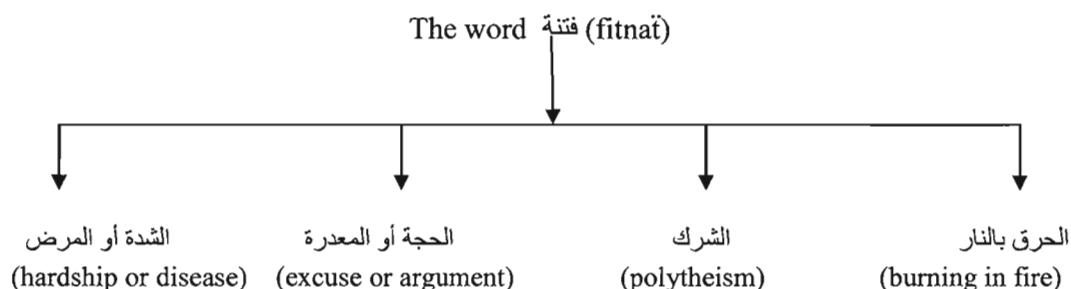 The word فتنة (fitnaẗ)
الشدة أو المرض
(hardship or disease)
الحجة أو المعدرة
(excuse or argument)
الشرك
(polytheism)
الحرق بالنار
(burning in fire)